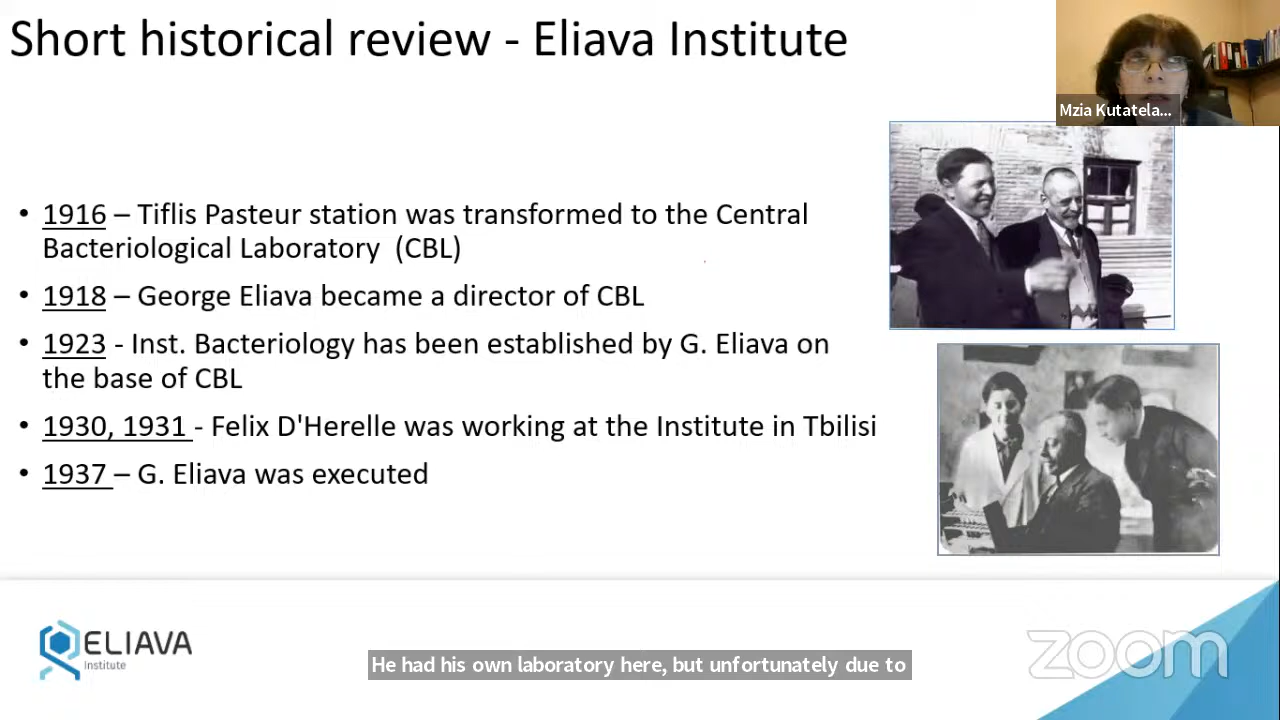 Short historical review - Eliava Institute
Mzia Kutatela...
• 1916 – Tiflis Pasteur station was transformed to the Central
Bacteriological Laboratory (CBL)
• 1918 – George Eliava became a director of CBL
• 1923 - Inst. Bacteriology has been established by G. Eliava on
the base of CBL
• 1930, 1931 - Felix D'Herelle was working at the Institute in Tbilisi
• 1937 – G. Eliava was executed
ELIAVA
Institute
He had his own laboratory here, but unfortunately due to
zoom